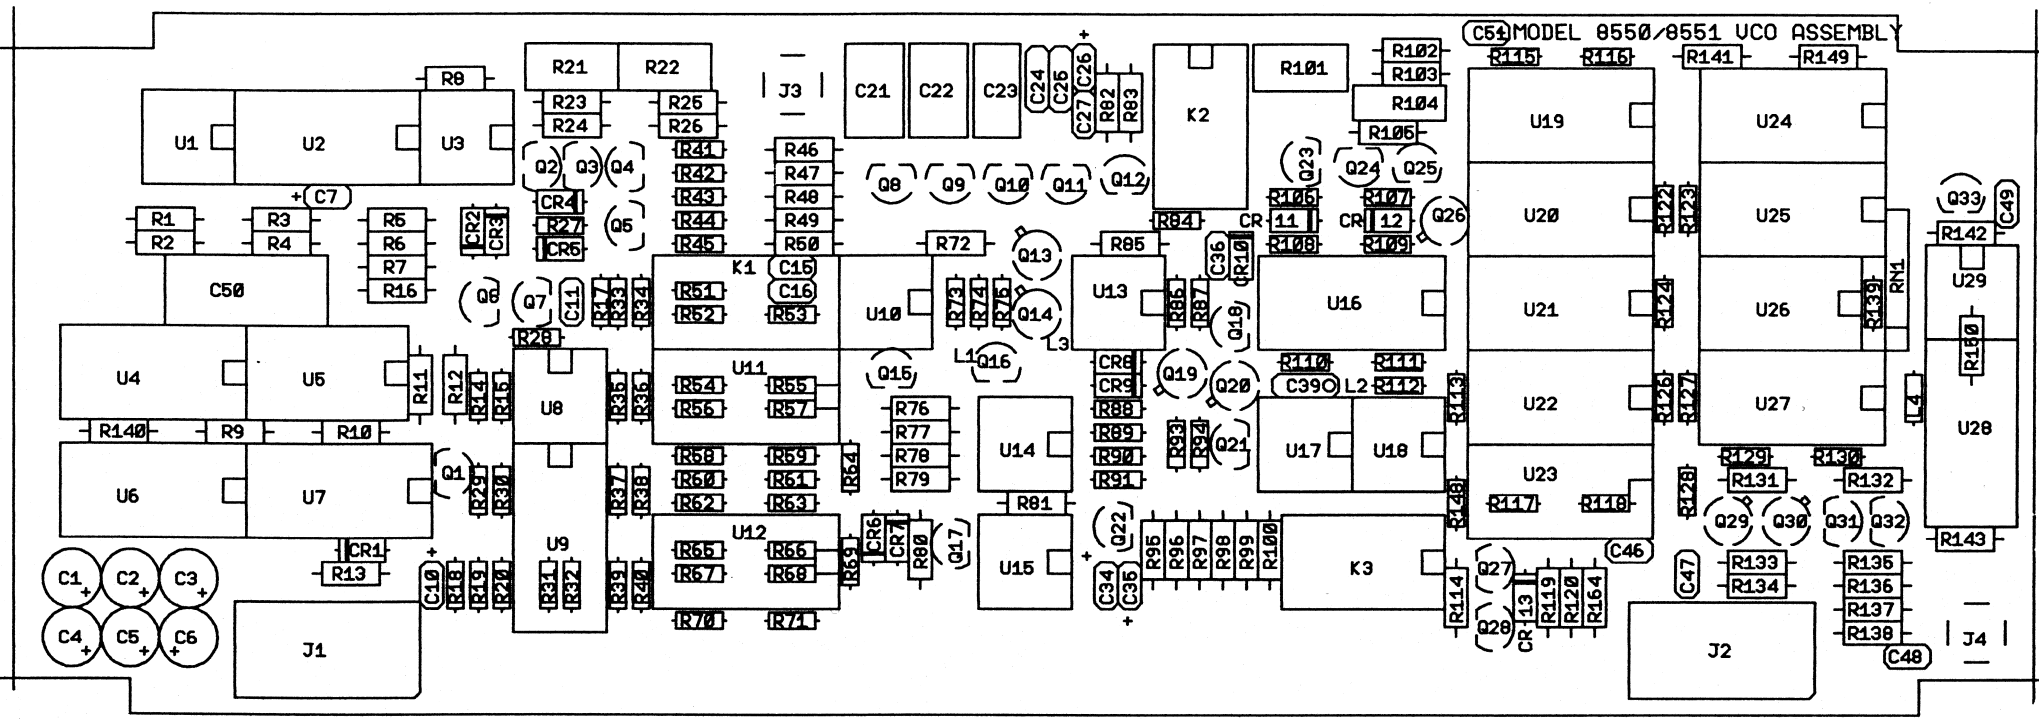 C51 MODEL 8550/8551 VCO ASSEMBLY
R115 R116 R141 R149
R8 R21 R22 J3 C21 C22 C23 C24 C25 C26 + C27 R82 R83 K2 R101 R102
R103
R104
R105
R23 R25
R24 R26
U1 U2 U3 U19 U24
Q2 Q3 Q4 R41 R46
R42 R47 Q8 Q9 Q10 Q11 Q12 Q23 Q24 Q25
+ C7 CR4 R43 R48 R106 R107 R122 R123 Q33 C49
R1 R3 R5 CR2 CR3 R27 Q5 R44 R49 R84 CR 11 CR 12 Q26 U20 U25
R2 R4 R6 CR5 R45 R50 R72 Q13 R85 C36 CR10 R108 R109 R142
R7 K1 C15
C50 R16 Q6 Q7 C11 R17 R33 R34 R51 C16 U10 R73 R74 R75 Q14 U13 R86 R87 U16 U21 R124 U26 R139 RN1 U29
R52 R53 Q18
R28 L1 Q16 L3 R150
U4 U5 R11 R12 R14 R15 U8 R35 R36 U11 Q15 CR8 Q19 Q20 R110 R111
R54 R55 CR9 C39 L2 R112 R113 U22 R126 R127 U27 L4
R56 R57 R76 R88
R140 R9 R10 R77 R89 R93 R94 Q21 U28
R58 R59 R64 R78 U14 R90 U17 U18 R129 R130
U6 U7 Q1 R29 R30 R37 R38 R60 R61 R79 R91 U23 R131 R132
R62 R63 R81 R148 R117 R118 R128
U9 U12 CR6 CR7 R80 Q17 Q22 Q29 Q30 Q31 Q32
CR1 + R65 R66 R69 + R95 R96 R97 R98 R99 R100 C46 R143
C1 + C2 + C3 + R13 C10 R18 R19 R20 R31 R32 R39 R40 R67 R68 U15 C34 C35 K3 R114 Q27 CR 13 R119 R120 R164 C47 R133 R135
R134 R136
R137
C4 + C5 + C6 + J1 R70 R71 + Q28 J2 R138 J4
C48